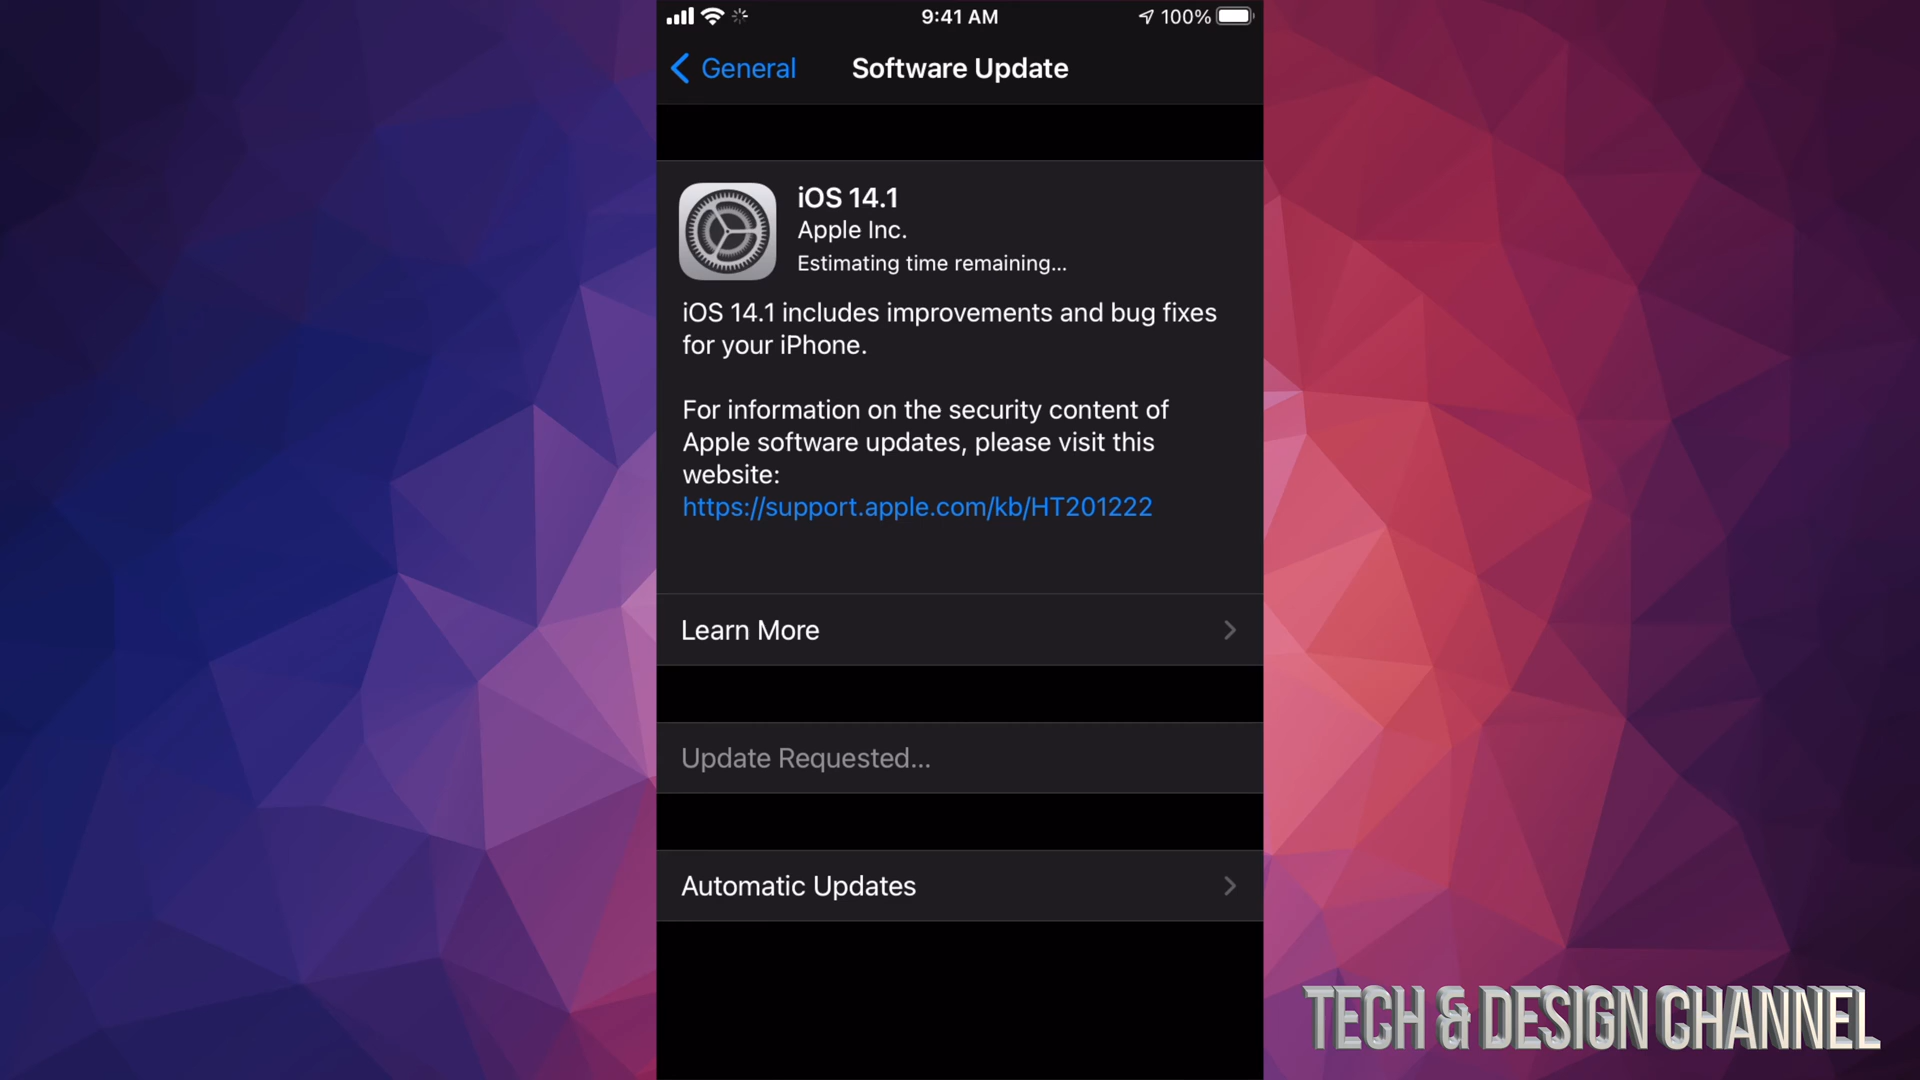 9:41 AM
100%
General
Software Update
iOS 14.1
Apple Inc.
Estimating time remaining...
iOS 14.1 includes improvements and bug fixes
for your iPhone.
For information on the security content of
Apple software updates, please visit this
website:
https://support.apple.com/kb/HT201222
Learn More
Update Requested...
Automatic Updates
TECH & DESIGN CHANNEL